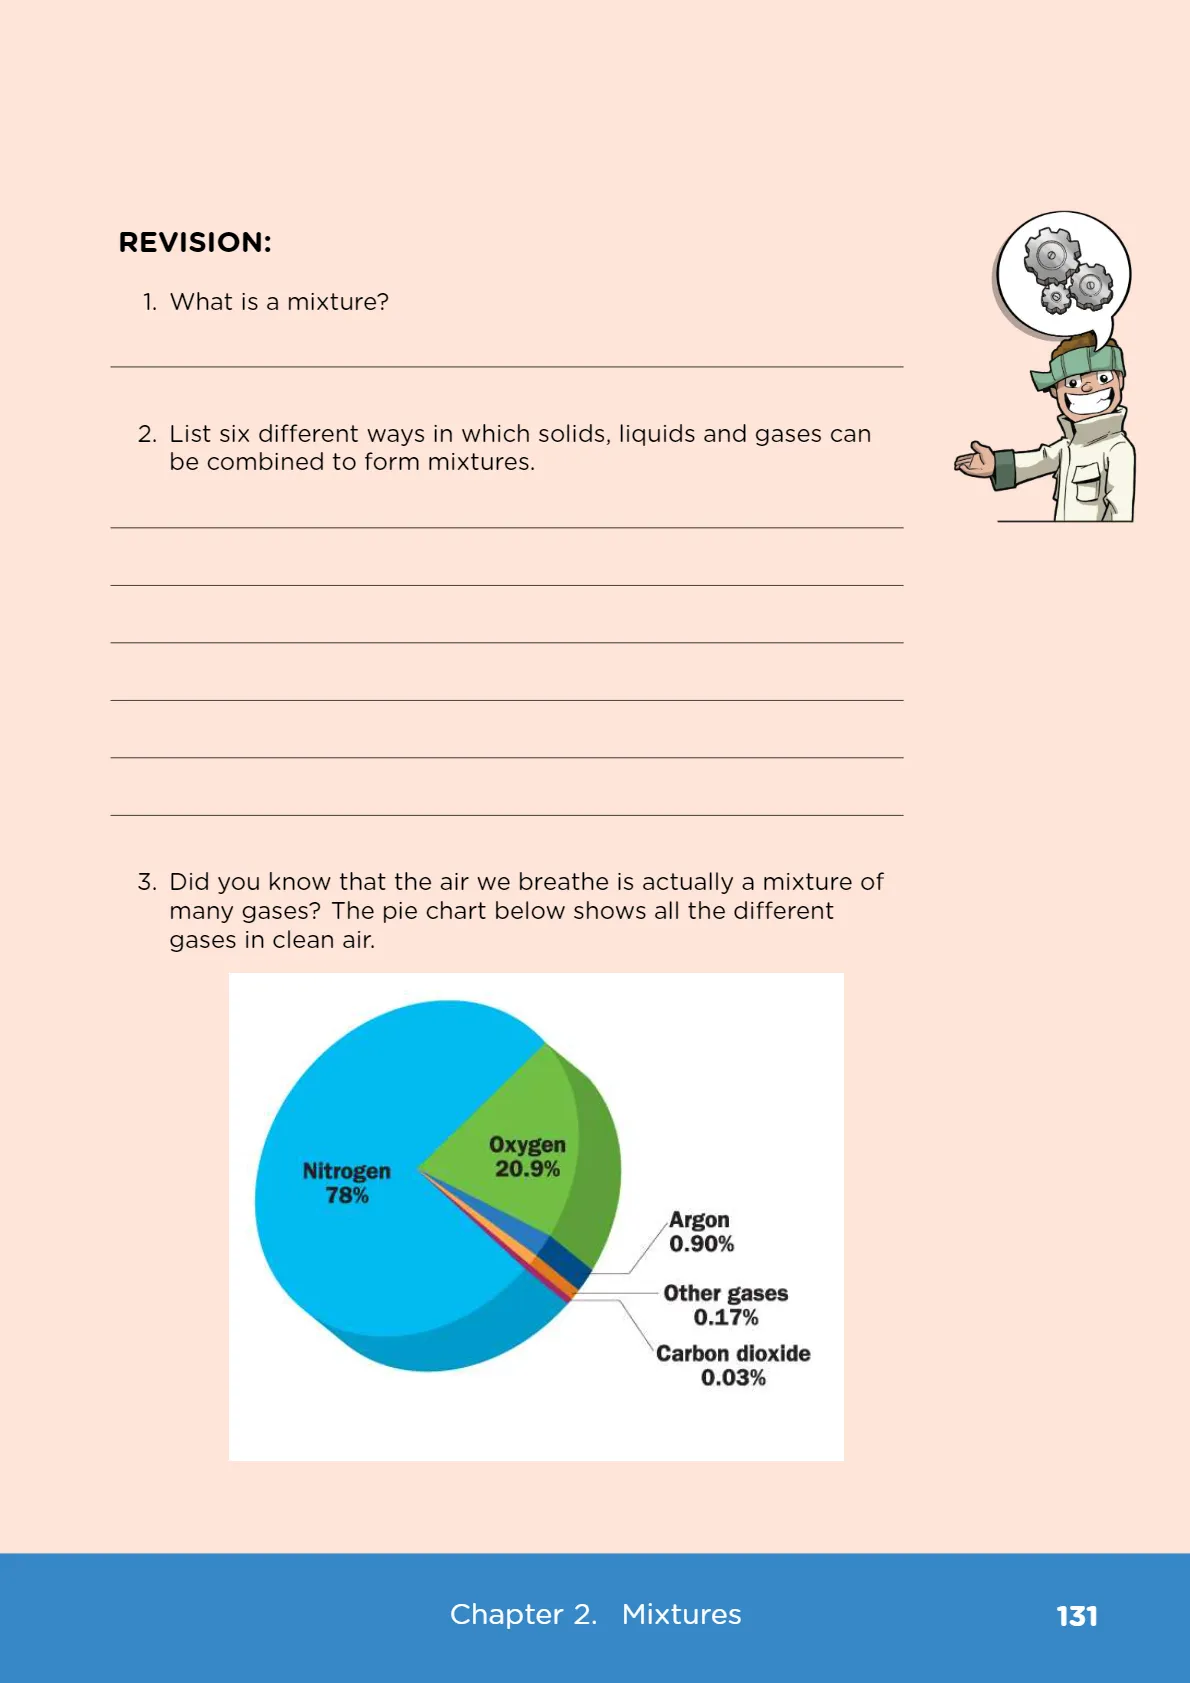 REVISION:
1. What is a mixture?
2. List six different ways in which solids, liquids and gases can
be combined to form mixtures.
3. Did you know that the air we breathe is actually a mixture of
many gases? The pie chart below shows all the different
gases in clean air.
Nitrogen
78%
Oxygen
20.9%
Argon
0.90%
Other gases
0.17%
Carbon dioxide
0.03%
Chapter 2. Mixtures
131